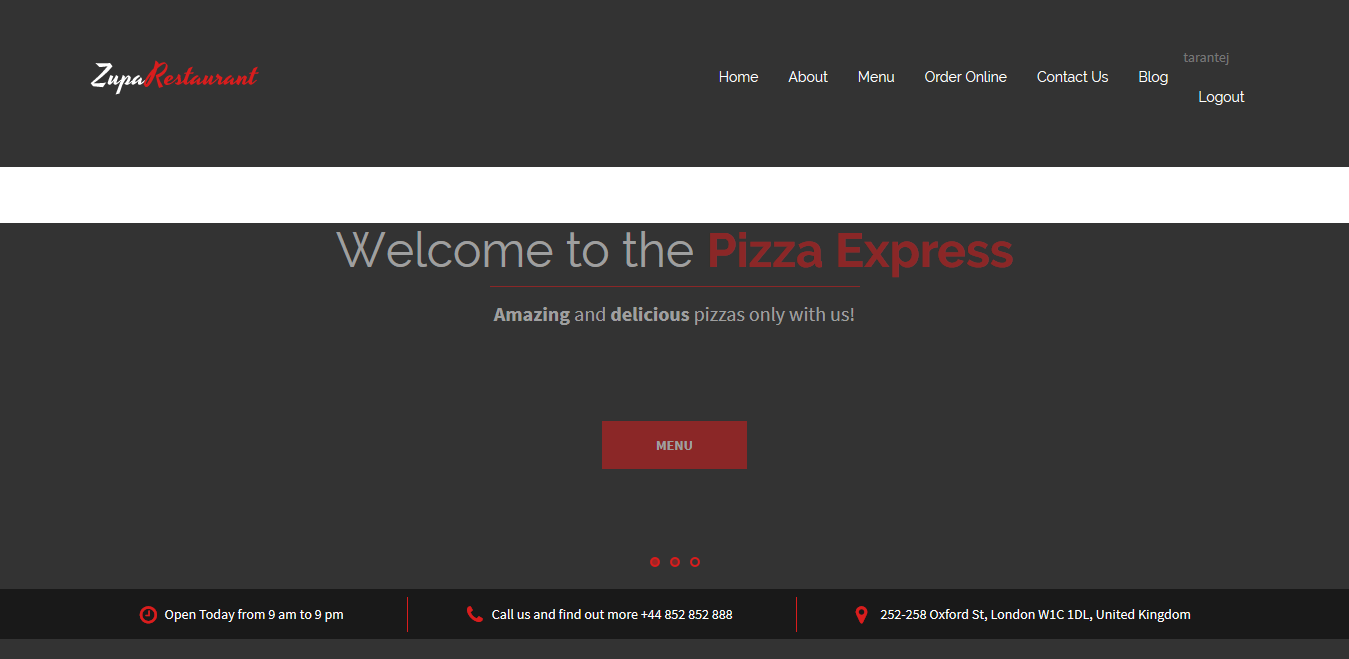 ZupaRestaurant
Home About Menu Order Online Contact Us Blog
tarantej
Logout
Welcome to the Pizza Express
Amazing and delicious pizzas only with us!
MENU
Open Today from 9 am to 9 pm
Call us and find out more +44 852 852 888
252-258 Oxford St, London W1C 1DL, United Kingdom